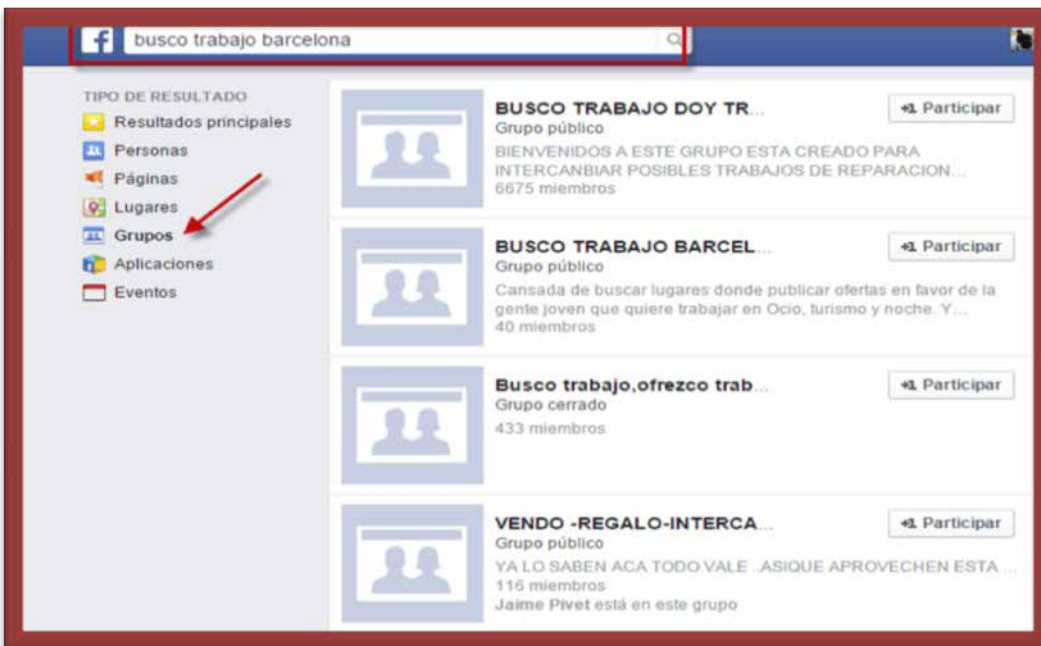 busco trabajo barcelona
TIPO DE RESULTADO
Resultados principales
Personas
Páginas
Lugares
Grupos
Aplicaciones
Eventos
BUSCO TRABAJO DOY TR...
+1 Participar
Grupo público
BIENVENIDOS A ESTE GRUPO ESTA CREADO PARA
INTERCANBIAR POSIBLES TRABAJOS DE REPARACION...
6675 miembros
BUSCO TRABAJO BARCEL...
+1 Participar
Grupo público
Cansada de buscar lugares donde publicar ofertas en favor de la
gente joven que quiere trabajar en Ocio, turismo y noche. Y...
40 miembros
Busco trabajo,ofrezco trab...
+1 Participar
Grupo cerrado
433 miembros
VENDO -REGALO-INTERCA...
+1 Participar
Grupo público
YA LO SABEN ACA TODO VALE ..ASIQUE APROVECHEN ESTA ...
116 miembros
Jaime Pivet está en este grupo